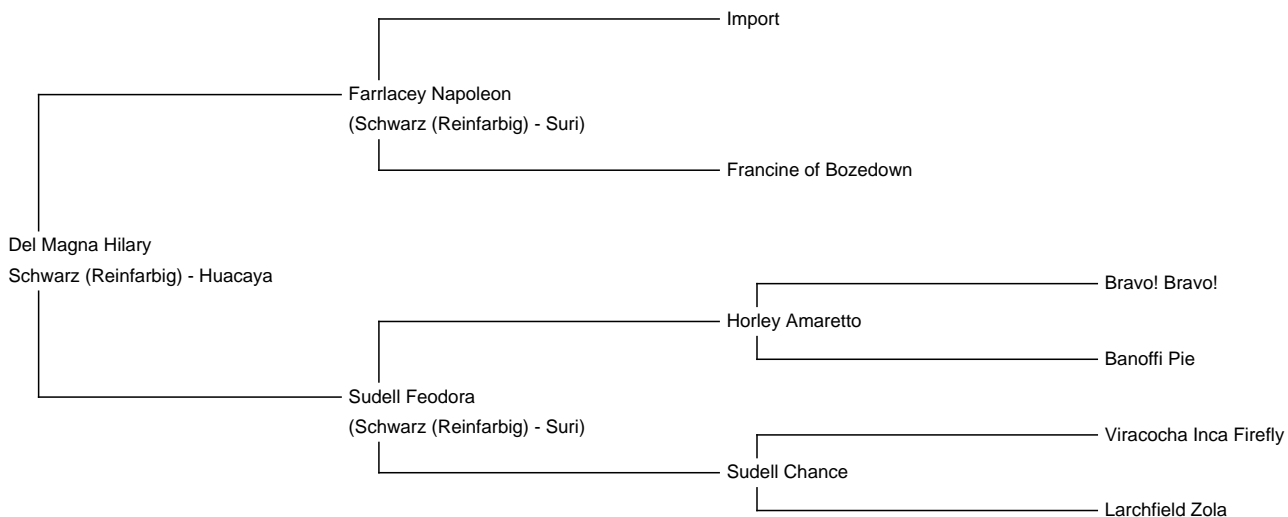 Import
Farrlacey Napoleon
(Schwarz (Reinfarbig) - Suri)
Francine of Bozedown
Del Magna Hilary
Schwarz (Reinfarbig) - Huacaya
Bravo! Bravo!
Horley Amaretto
Banoffi Pie
Sudell Feodora
(Schwarz (Reinfarbig) - Suri)
Viracocha Inca Firefly
Sudell Chance
Larchfield Zola